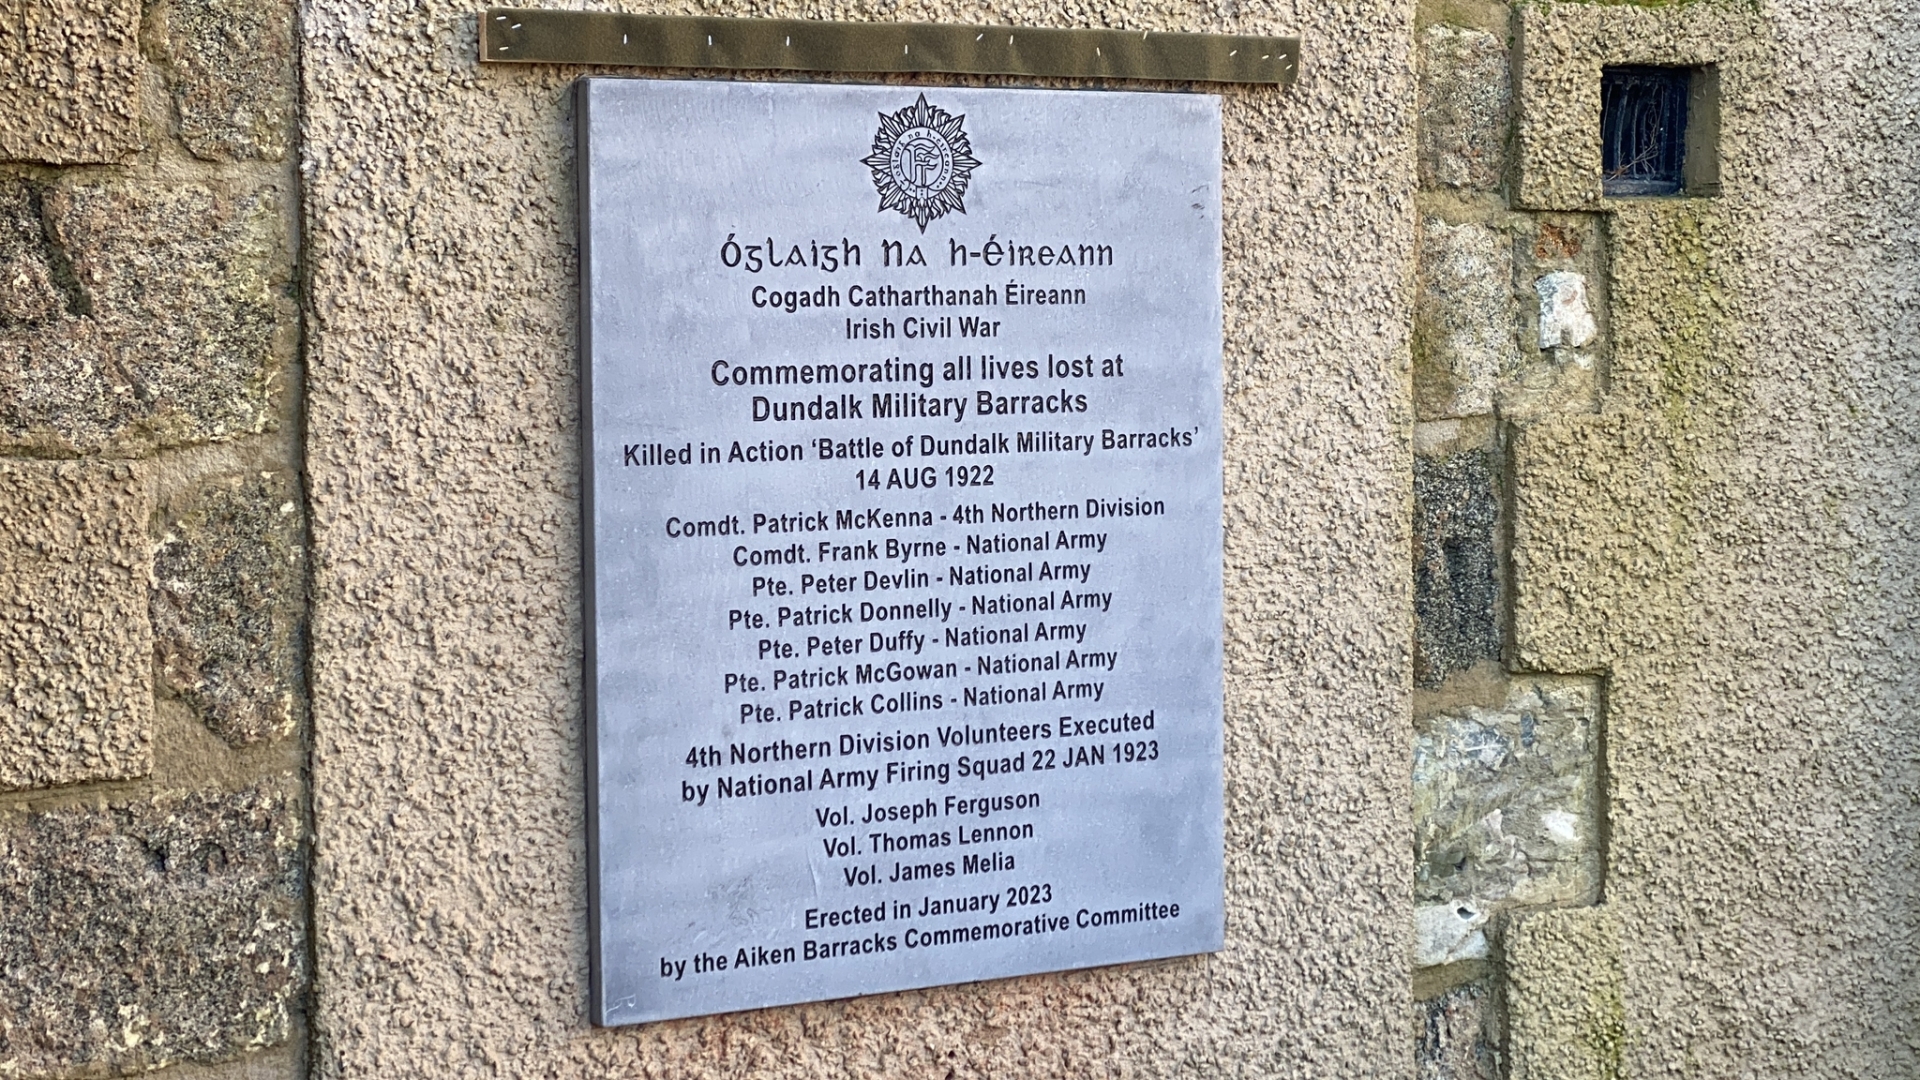 Óglaigh na h-Éireann
Óglaigh na h-Éireann
Cogadh Catharthanah Éireann
Irish Civil War
Commemorating all lives lost at
Dundalk Military Barracks
Killed in Action ‘Battle of Dundalk Military Barracks’
14 AUG 1922
Comdt. Patrick McKenna - 4th Northern Division
Comdt. Frank Byrne - National Army
Pte. Peter Devlin - National Army
Pte. Patrick Donnelly - National Army
Pte. Peter Duffy - National Army
Pte. Patrick McGowan - National Army
Pte. Patrick Collins - National Army
4th Northern Division Volunteers Executed
by National Army Firing Squad 22 JAN 1923
Vol. Joseph Ferguson
Vol. Thomas Lennon
Vol. James Melia
Erected in January 2023
by the Aiken Barracks Commemorative Committee